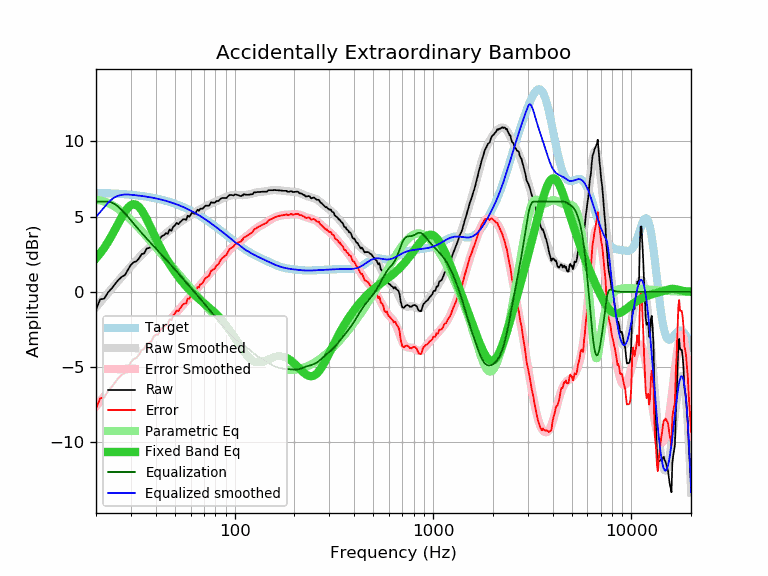 Accidentally Extraordinary Bamboo
Amplitude (dBr)
10
5
0
−5
−10
Target
Raw Smoothed
Error Smoothed
Raw
Error
Parametric Eq
Fixed Band Eq
Equalization
Equalized smoothed
100
1000
10000
Frequency (Hz)